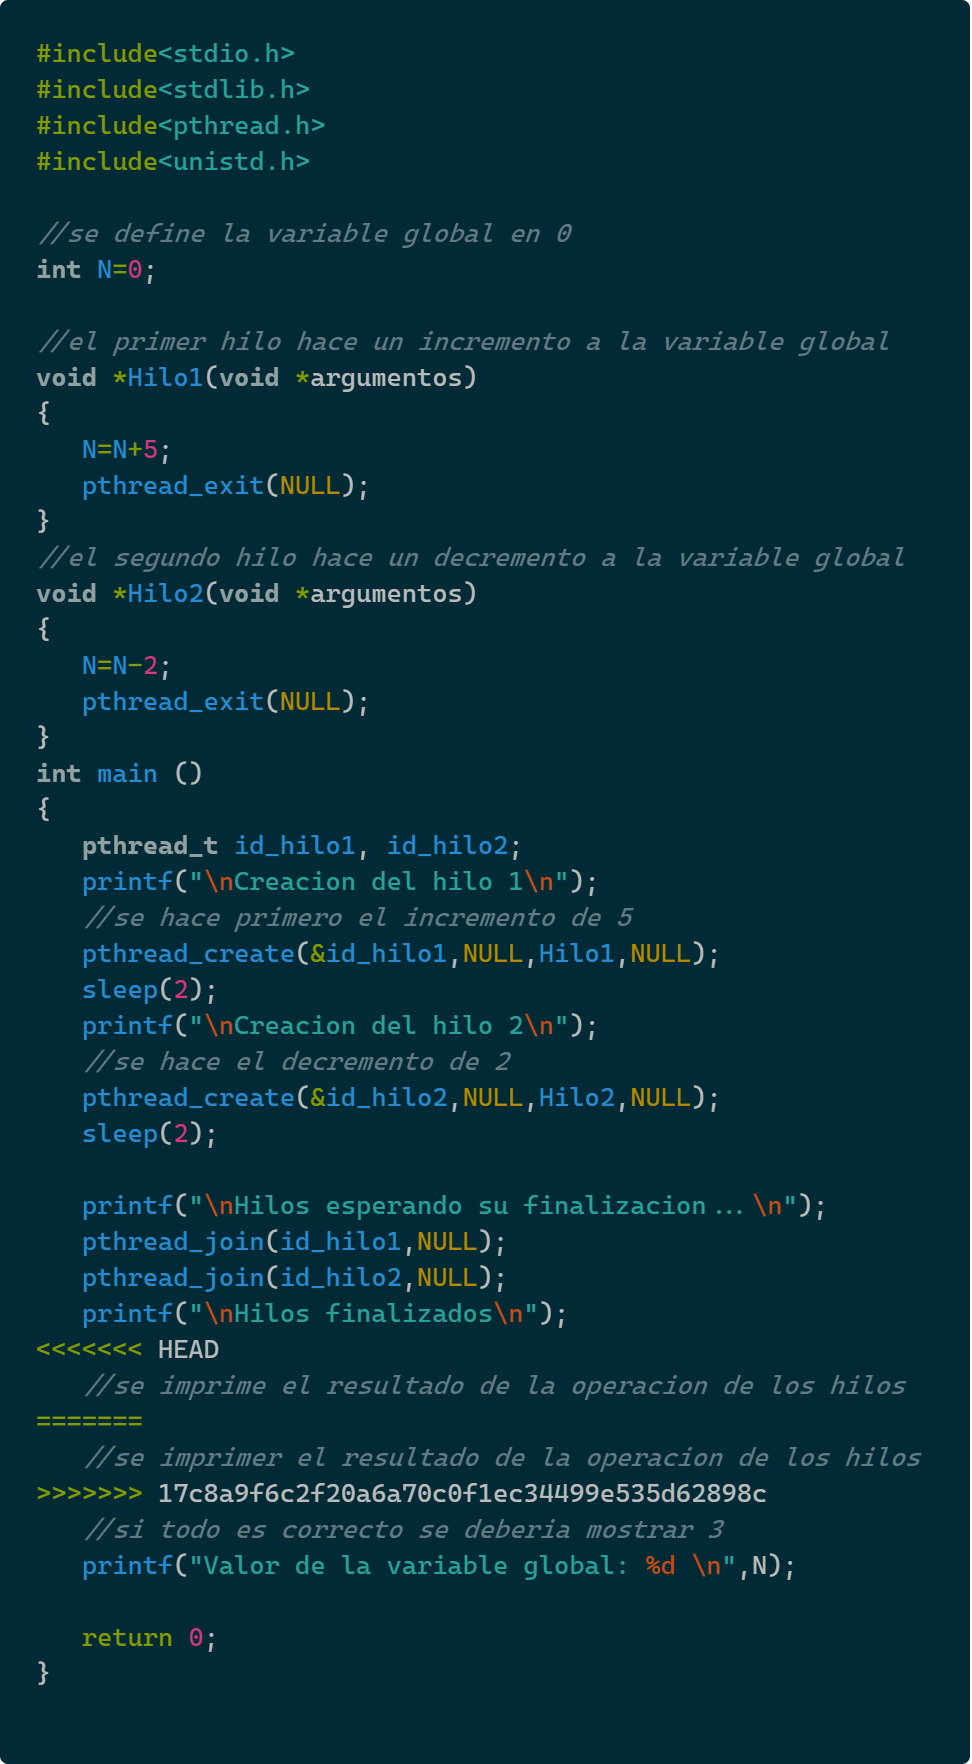 #include<stdio.h>
#include<stdlib.h>
#include<pthread.h>
#include<unistd.h>

//se define la variable global en 0
int N=0;

//el primer hilo hace un incremento a la variable global
void *Hilo1(void *argumentos)
{
   N=N+5;
   pthread_exit(NULL);
}
//el segundo hilo hace un decremento a la variable global
void *Hilo2(void *argumentos)
{
   N=N-2;
   pthread_exit(NULL);
}
int main ()
{
   pthread_t id_hilo1, id_hilo2;
   printf("\nCreacion del hilo 1\n");
   //se hace primero el incremento de 5
   pthread_create(&id_hilo1,NULL,Hilo1,NULL);
   sleep(2);
   printf("\nCreacion del hilo 2\n");
   //se hace el decremento de 2
   pthread_create(&id_hilo2,NULL,Hilo2,NULL);
   sleep(2);

   printf("\nHilos esperando su finalizacion...\n");
   pthread_join(id_hilo1,NULL);
   pthread_join(id_hilo2,NULL);
   printf("\nHilos finalizados\n");
<<<<<<< HEAD
   //se imprime el resultado de la operacion de los hilos
=======
   //se imprimer el resultado de la operacion de los hilos
>>>>>>> 17c8a9f6c2f20a6a70c0f1ec34499e535d62898c
   //si todo es correcto se deberia mostrar 3
   printf("Valor de la variable global: %d \n",N);

   return 0;
}